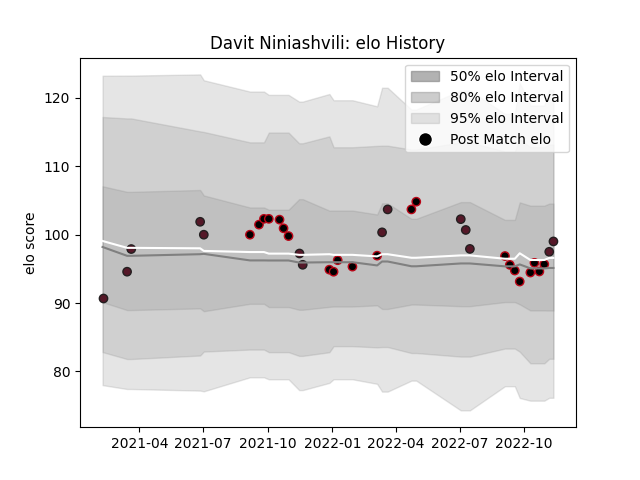 Davit Niniashvili: elo History
50% elo Interval
80% elo Interval
95% elo Interval
Post Match elo
elo score
120
110
100
90
80
2021-04
2021-07
2021-10
2022-01
2022-04
2022-07
2022-10